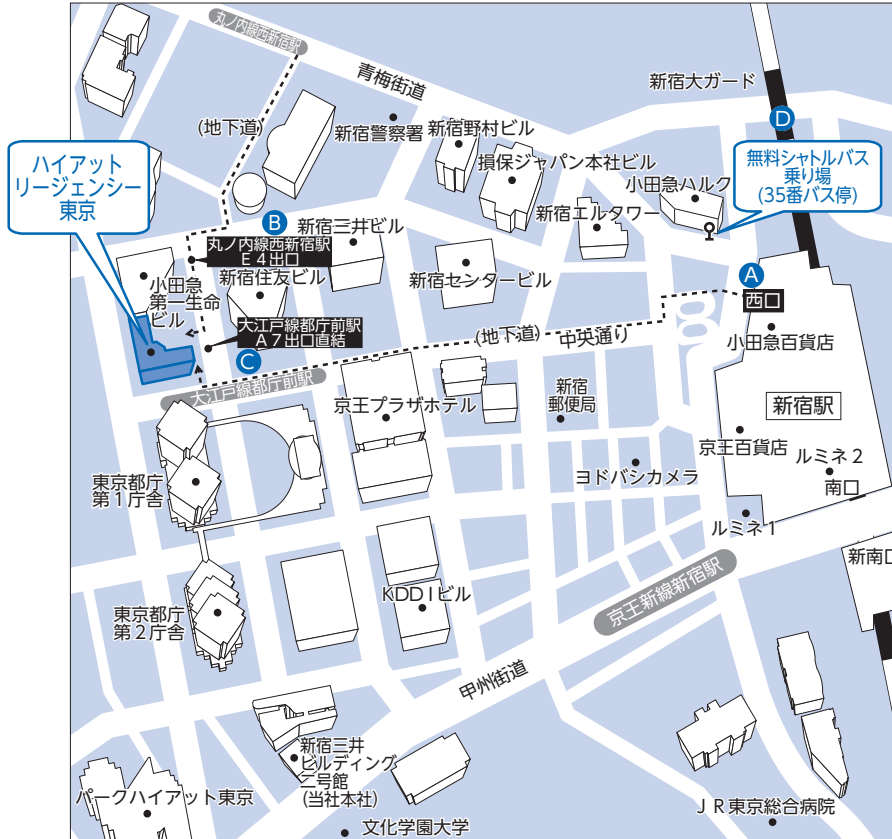 丸ノ内線西新宿駅
青梅街道
新宿大ガード
D
(地下道)
新宿警察署
新宿野村ビル
ハイアット
リージェンシー
東京
損保ジャパン本社ビル
無料シャトルバス
乗り場
(35番バス停)
小田急ハルク
B
新宿三井ビル
新宿エルタワー
丸ノ内線西新宿駅
E4出口
小田急
第一生命
ビル
新宿住友ビル
新宿センタービル
A
西口
大江戸線都庁前駅
A7出口直結
(地下道)
中央通り
小田急百貨店
C
大江戸線都庁前駅
京王プラザホテル
新宿
郵便局
新宿駅
京王百貨店
ルミネ2
南口
東京都庁
第1庁舎
ヨドバシカメラ
ルミネ1
新南口
京王新線新宿駅
KDDIビル
東京都庁
第2庁舎
甲州街道
新宿三井
ビルディング
二号館
(当社本社)
パークハイアット東京
文化学園大学
JR東京総合病院